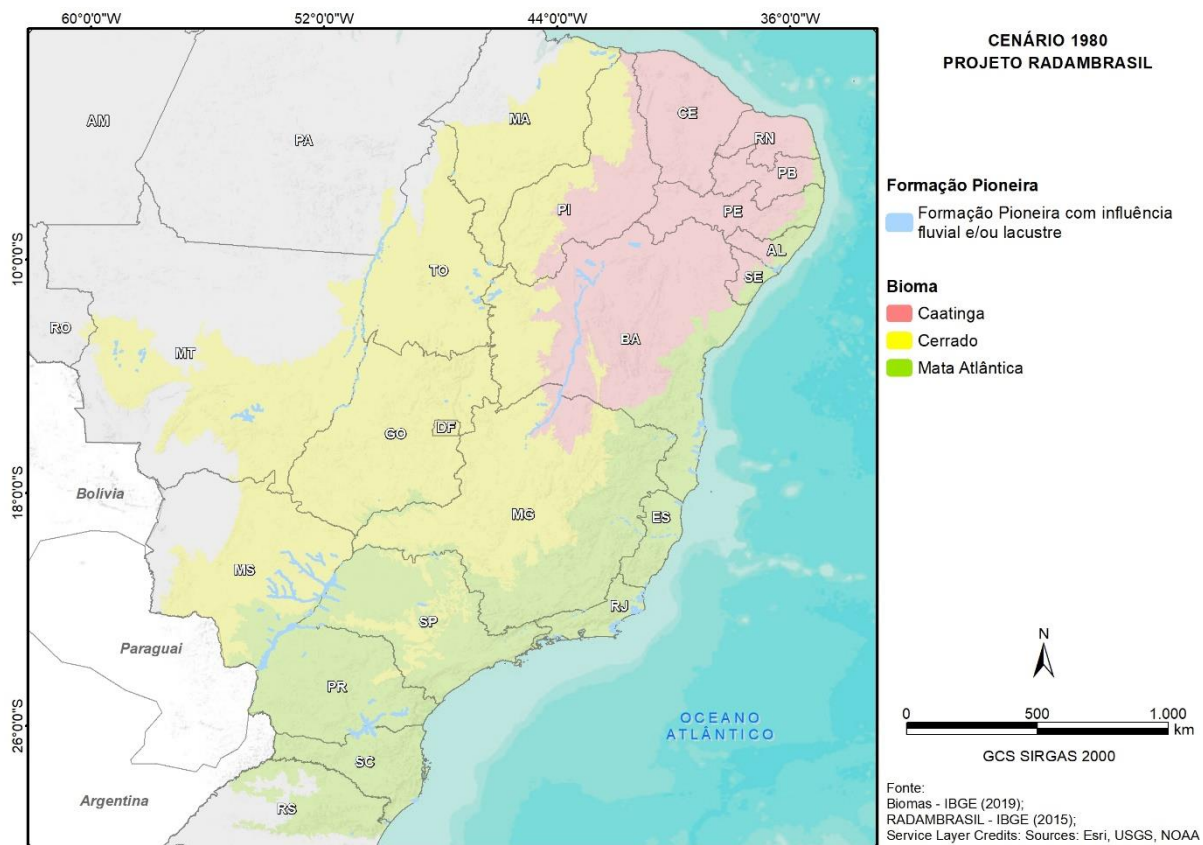 60°0'0"W
52°0'0"W
44°0'0"W
36°0'0"W
CENÁRIO 1980
PROJETO RADAMBRASIL
AM
PA
MA
CE
RN
PB
PI
PE
AL
SE
TO
BA
RO
MT
GO
DF
MG
ES
MS
SP
RJ
PR
SC
RS
10°0'0"S
18°0'0"S
26°0'0"S
Bolivia
Paraguai
Argentina
OCEANO
ATLÂNTICO
Formação Pioneira
Formação Pioneira com influência
fluvial e/ou lacustre
Bioma
Caatinga
Cerrado
Mata Atlântica
N
0 500 1.000
km
GCS SIRGAS 2000
Fonte:
Biomas - IBGE (2019);
RADAMBRASIL - IBGE (2015);
Service Layer Credits: Sources: Esri, USGS, NOAA